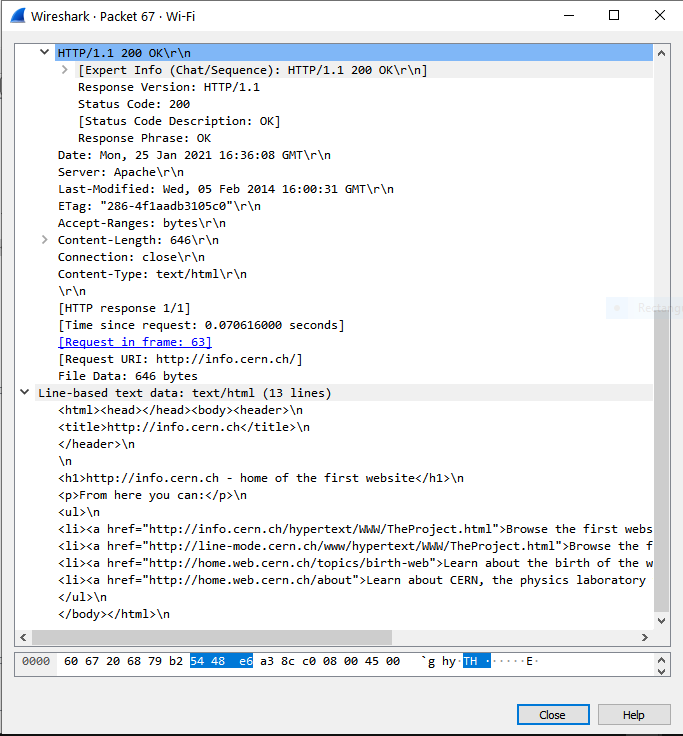 Wireshark · Packet 67 · Wi-Fi
HTTP/1.1 200 OK\r\n
[Expert Info (Chat/Sequence): HTTP/1.1 200 OK\r\n]
Response Version: HTTP/1.1
Status Code: 200
[Status Code Description: OK]
Response Phrase: OK
Date: Mon, 25 Jan 2021 16:36:08 GMT\r\n
Server: Apache\r\n
Last-Modified: Wed, 05 Feb 2014 16:00:31 GMT\r\n
ETag: "286-4f1aadb3105c0"\r\n
Accept-Ranges: bytes\r\n
Content-Length: 646\r\n
Connection: close\r\n
Content-Type: text/html\r\n
\r\n
[HTTP response 1/1]
[Time since request: 0.070616000 seconds]
[Request in frame: 63]
[Request URI: http://info.cern.ch/]
File Data: 646 bytes
Line-based text data: text/html (13 lines)
<html><head></head><body><header>\n
<title>http://info.cern.ch</title>\n
</header>\n
\n
<h1>http://info.cern.ch - home of the first website</h1>\n
<p>From here you can:</p>\n
<ul>\n
<li><a href="http://info.cern.ch/hypertext/WWW/TheProject.html">Browse the first webs
<li><a href="http://line-mode.cern.ch/www/hypertext/WWW/TheProject.html">Browse the f
<li><a href="http://home.web.cern.ch/topics/birth-web">Learn about the birth of the w
<li><a href="http://home.web.cern.ch/about">Learn about CERN, the physics laboratory
</ul>\n
</body></html>\n
0000 60 67 20 68 79 b2 54 48 e6 a3 8c c0 08 00 45 00 `g hy·TH ·····E·
Close Help